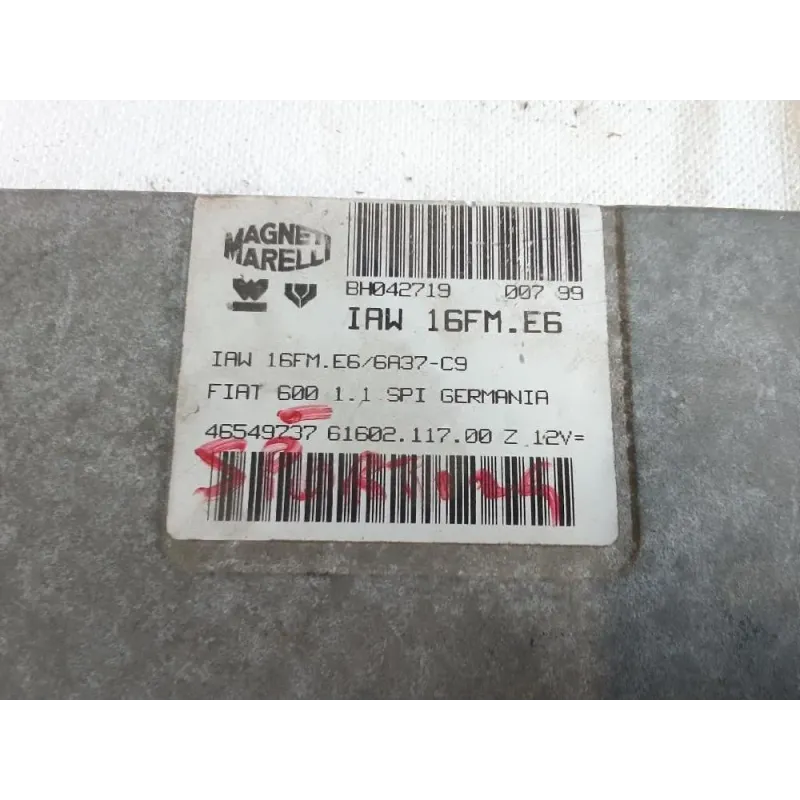 MAGNETI
MARELLI
BH042719 007 99
IAW 16FM.E6
IAW 16FM.E6/6A37-C9
FIAT 600 1.1 SPI GERMANIA
46549737 61602.117.00 Z 12V=
SPORTING